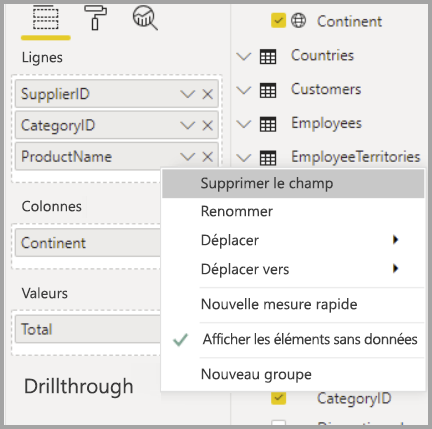 Lignes
SupplierID
CategoryID
ProductName
Colonnes
Continent
Valeurs
Total
Drillthrough
Continent
Countries
Customers
Employees
EmployeeTerritories
Supprimer le champ
Renommer
Déplacer
Déplacer vers
Nouvelle mesure rapide
Afficher les éléments sans données
Nouveau groupe
CategoryID